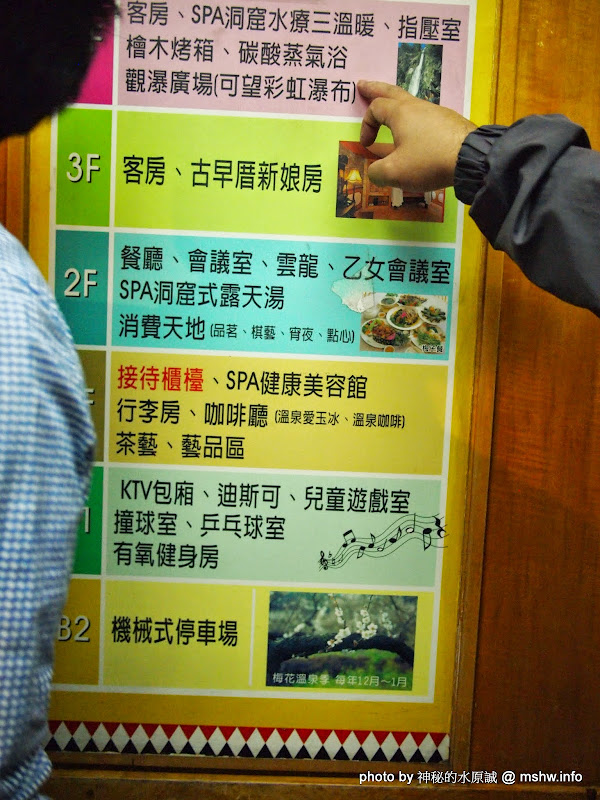 客房、SPA洞窟水療三溫暖、指壓室
檜木烤箱、碳酸蒸氣浴
觀瀑廣場(可望彩虹瀑布)
3F
客房、古早厝新娘房
2F
餐廳、會議室、雲龍、乙女會議室
SPA洞窟式露天湯
消費天地(品茗、棋藝、宵夜、點心)
梅花餐
接待櫃檯、SPA健康美容館
行李房、咖啡廳(溫泉愛玉冰、溫泉咖啡)
茶藝、藝品區
KTV包廂、迪斯可、兒童遊戲室
撞球室、乒乓球室
有氧健身房
B2
機械式停車場
梅花溫泉季 每年12月~1月
photo by 神秘的水原誠 @ mshw.info